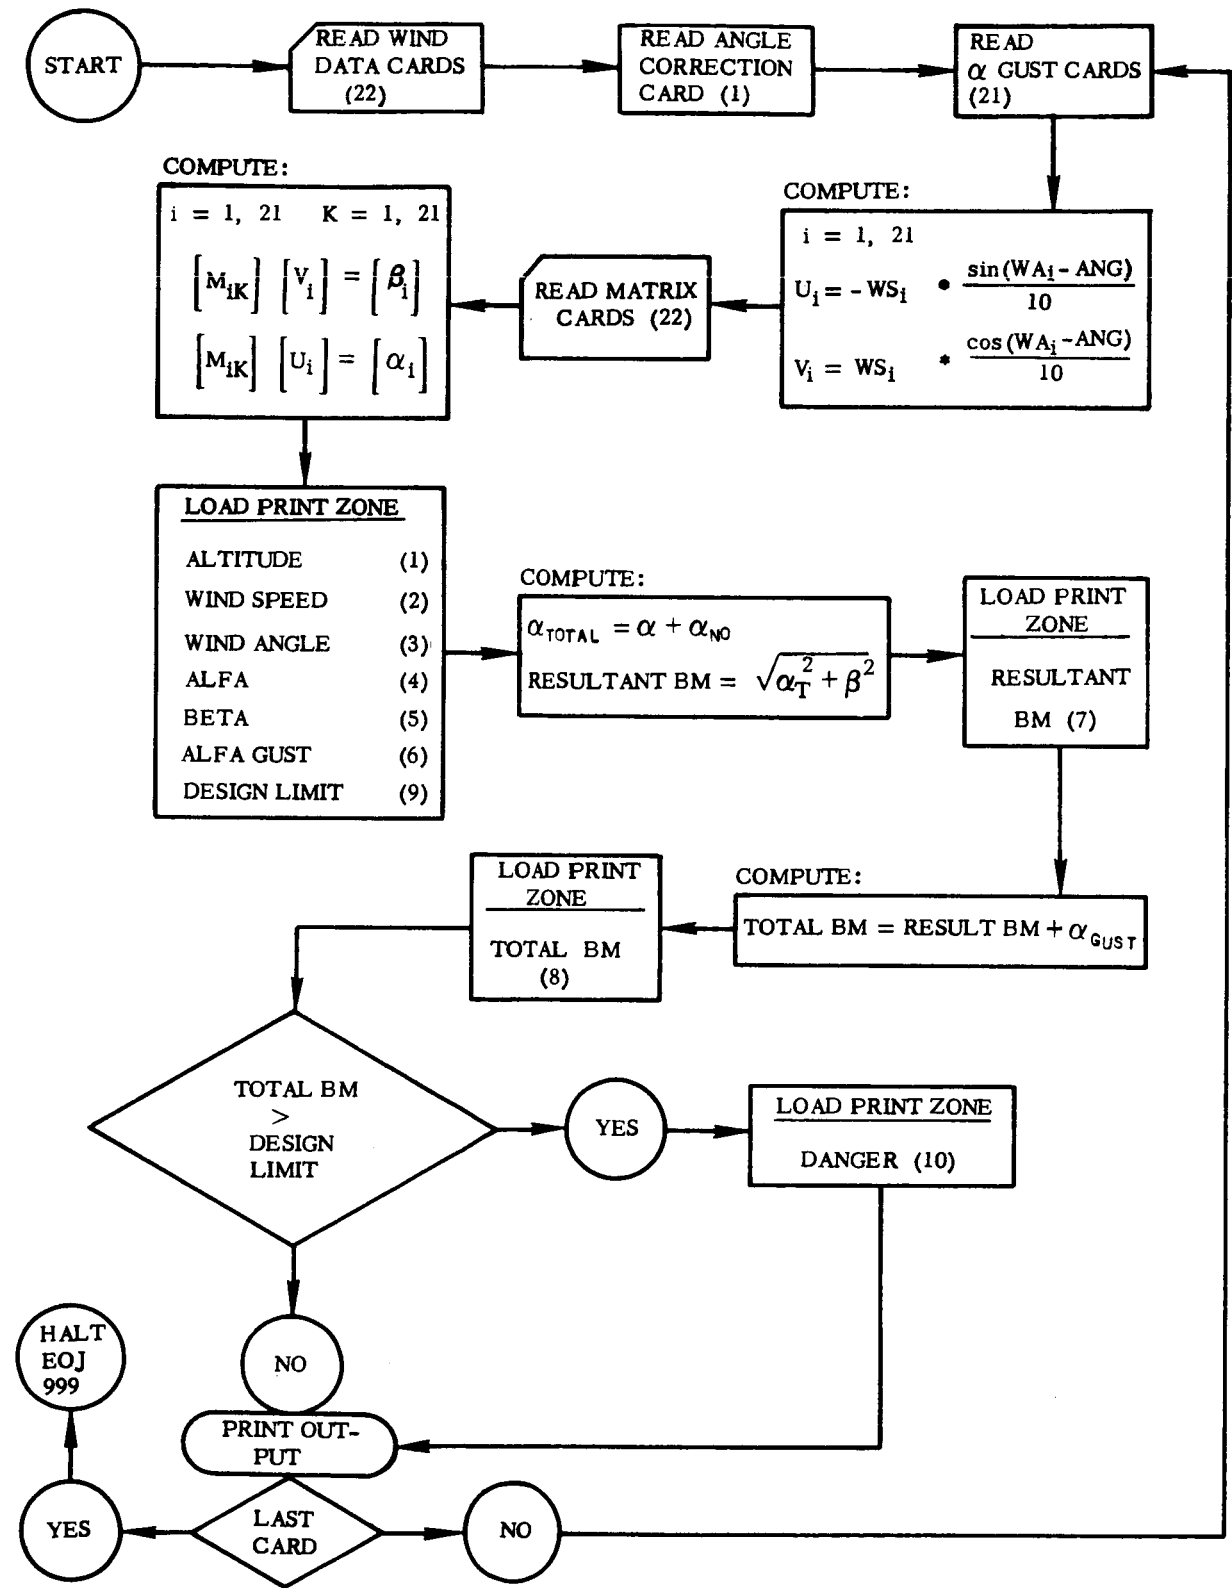 START
READ WIND
DATA CARDS
(22)
READ ANGLE
CORRECTION
CARD (1)
READ
α GUST CARDS
(21)
COMPUTE:
i = 1, 21
U_i = - WS_i * sin (WA_i - ANG) / 10
V_i = WS_i * cos (WA_i - ANG) / 10
READ MATRIX
CARDS (22)
COMPUTE:
i = 1, 21 K = 1, 21
[M_iK] [V_i] = [β_i]
[M_iK] [U_i] = [α_i]
LOAD PRINT ZONE
ALTITUDE (1)
WIND SPEED (2)
WIND ANGLE (3)
ALFA (4)
BETA (5)
ALFA GUST (6)
DESIGN LIMIT (9)
COMPUTE:
α_TOTAL = α + α_NO
RESULTANT BM = √(α_T^2 + β^2)
LOAD PRINT
ZONE
RESULTANT
BM (7)
COMPUTE:
TOTAL BM = RESULT BM + α_GUST
LOAD PRINT
ZONE
TOTAL BM
(8)
TOTAL BM
>
DESIGN
LIMIT
YES
LOAD PRINT ZONE
DANGER (10)
NO
PRINT OUT-
PUT
LAST
CARD
YES
HALT
EOJ
999
NO